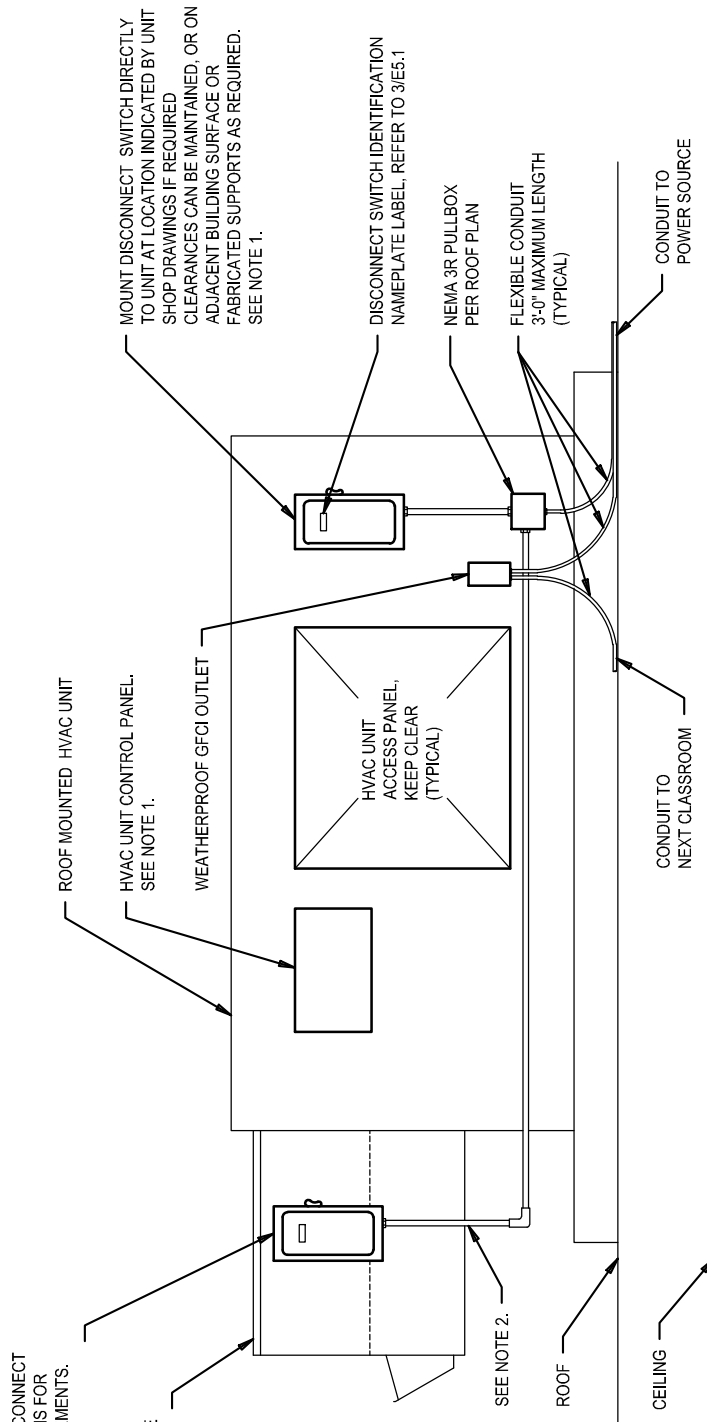 CONNECT
NS FOR
MENTS.
ROOF MOUNTED HVAC UNIT
HVAC UNIT CONTROL PANEL.
SEE NOTE 1.
WEATHERPROOF GFCI OUTLET
MOUNT DISCONNECT SWITCH DIRECTLY
TO UNIT AT LOCATION INDICATED BY UNIT
SHOP DRAWINGS IF REQUIRED
CLEARANCES CAN BE MAINTAINED, OR ON
ADJACENT BUILDING SURFACE OR
FABRICATED SUPPORTS AS REQUIRED.
SEE NOTE 1.
DISCONNECT SWITCH IDENTIFICATION
NAMEPLATE LABEL, REFER TO 3/E5.1
NEMA 3R PULLBOX
PER ROOF PLAN
FLEXIBLE CONDUIT
3'-0" MAXIMUM LENGTH
(TYPICAL)
HVAC UNIT
ACCESS PANEL,
KEEP CLEAR
(TYPICAL)
SEE NOTE 2.
ROOF
CEILING
CONDUIT TO
NEXT CLASSROOM
CONDUIT TO
POWER SOURCE